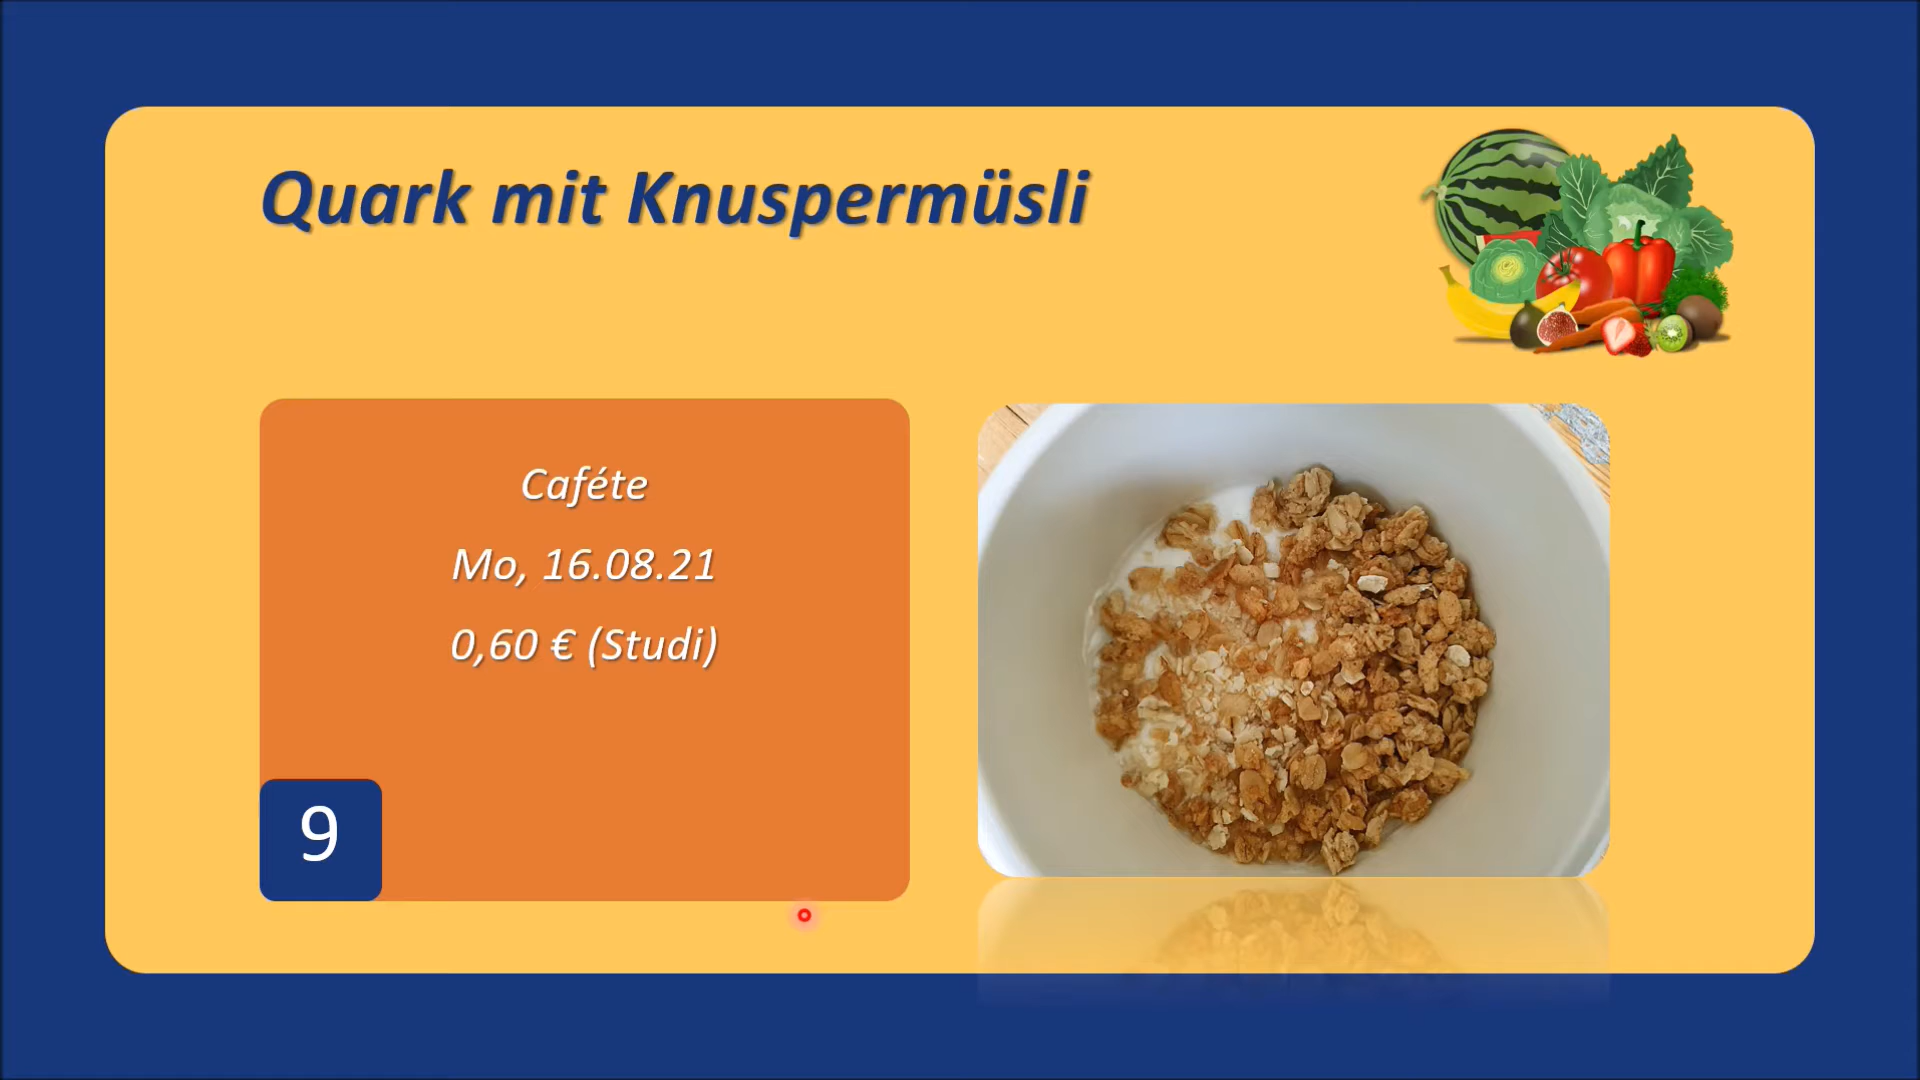 Quark mit Knuspermüsli
Caféte
Mo, 16.08.21
0,60 € (Studi)
9